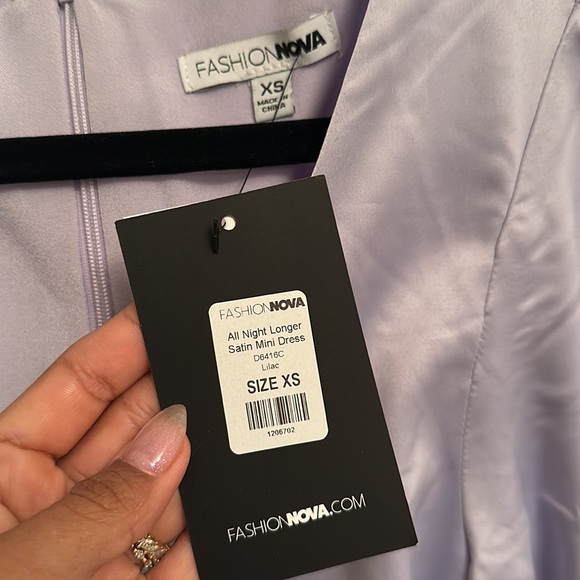 FASHIONNOVA
XS
MADE IN
CHINA
FASHIONNOVA
All Night Longer
Satin Mini Dress
D6416C
Lilac
SIZE XS
1206702
FASHIONNOVA.COM